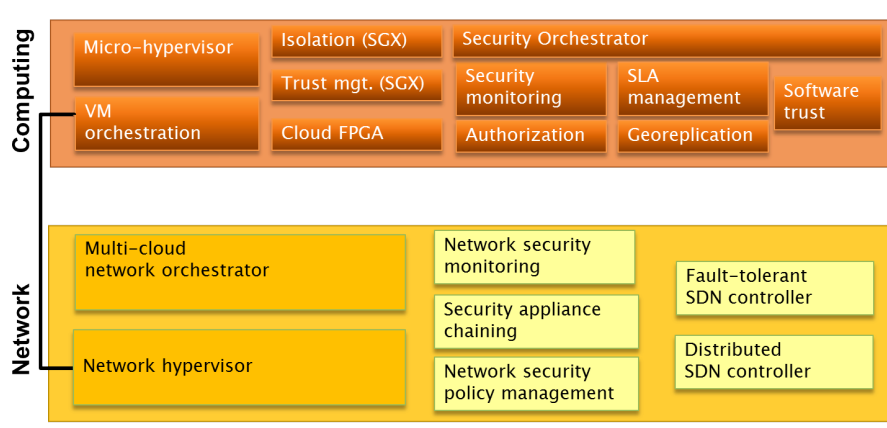 Computing
Micro-hypervisor
VM
orchestration
Isolation (SGX)
Trust mgt. (SGX)
Cloud FPGA
Security Orchestrator
Security
monitoring
Authorization
SLA
management
Georeplication
Software
trust
Network
Multi-cloud
network orchestrator
Network hypervisor
Network security
monitoring
Security appliance
chaining
Network security
policy management
Fault-tolerant
SDN controller
Distributed
SDN controller